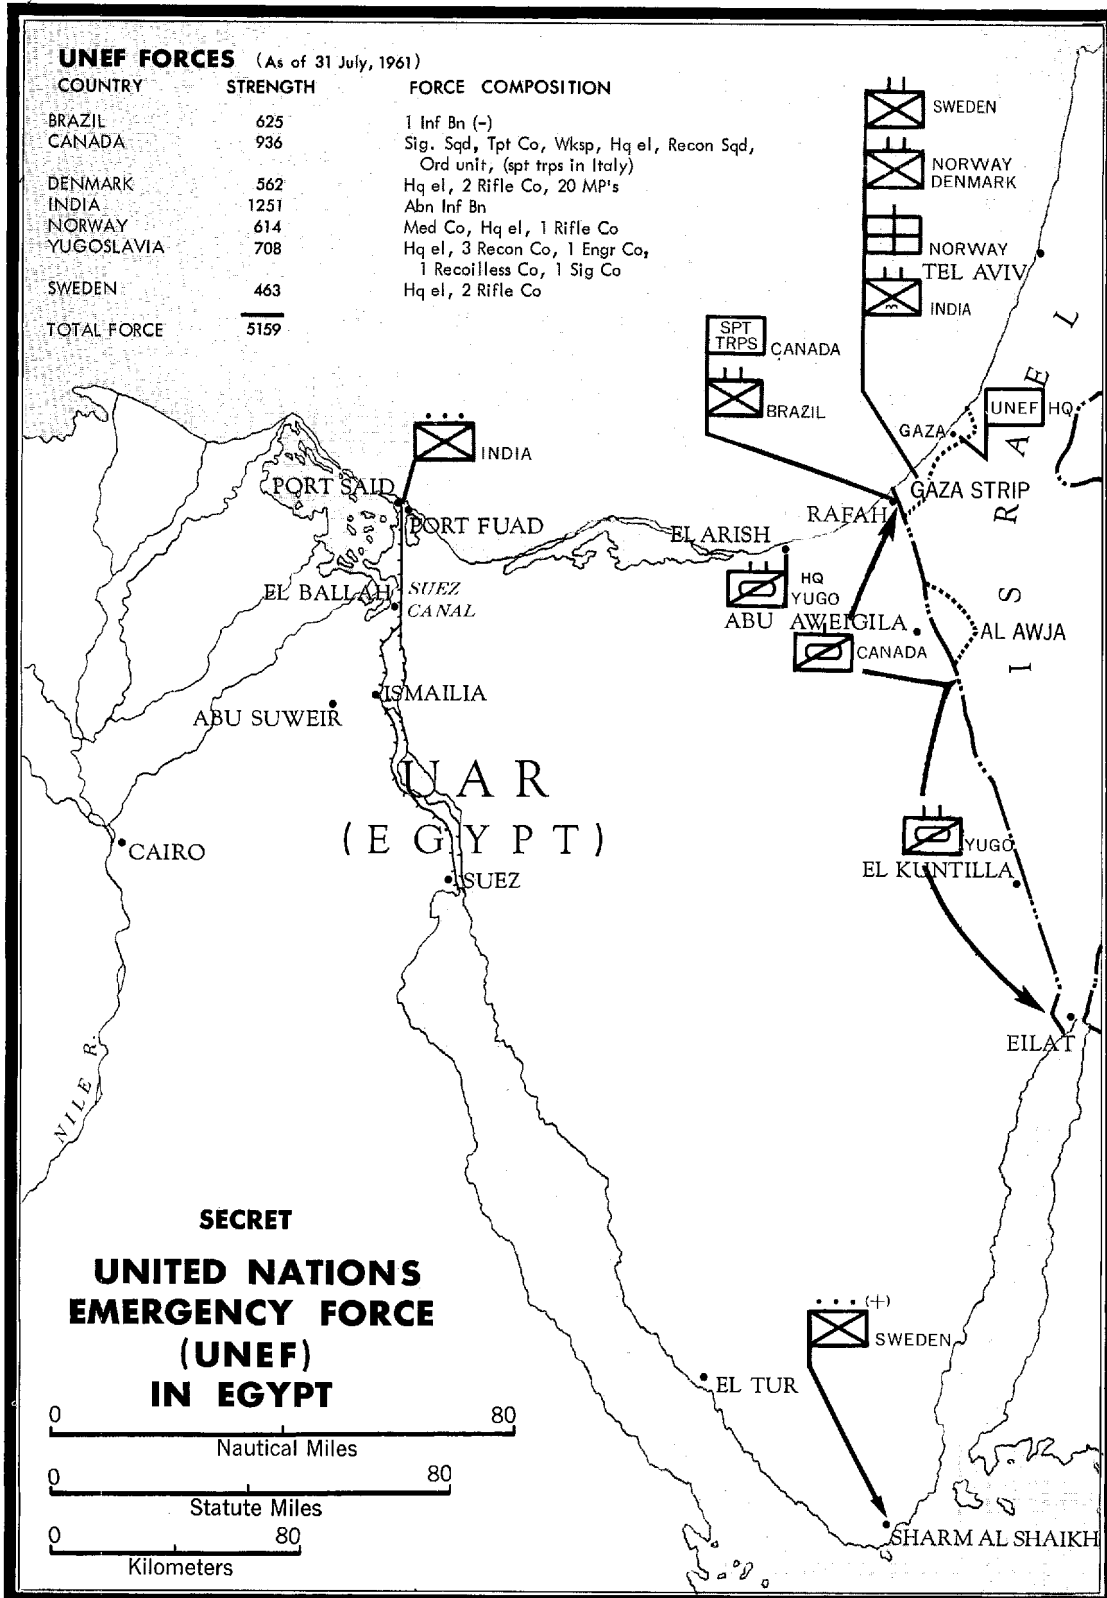 UNEF FORCES (As of 31 July, 1961)
COUNTRY STRENGTH FORCE COMPOSITION
BRAZIL 625 1 Inf Bn (-)
CANADA 936 Sig. Sqd, Tpt Co, Wksp, Hq el, Recon Sqd,
Ord unit, (spt trps in Italy)
DENMARK 562 Hq el, 2 Rifle Co, 20 MP's
INDIA 1251 Abn Inf Bn
NORWAY 614 Med Co, Hq el, 1 Rifle Co
YUGOSLAVIA 708 Hq el, 3 Recon Co, 1 Engr Co,
1 Recoilless Co, 1 Sig Co
SWEDEN 463 Hq el, 2 Rifle Co
TOTAL FORCE 5159
SWEDEN
NORWAY
DENMARK
NORWAY
TEL AVIV
INDIA
SPT
TRPS CANADA
BRAZIL
UNEF HQ
GAZA
INDIA
GAZA STRIP
PORT SAID
RAFAH
PORT FUAD
EL ARISH
ISRAEL
HQ
YUGO
EL BALLAH
SUEZ
CANAL
ABU AWEIGILA
AL AWJA
CANADA
ISMAILIA
ABU SUWEIR
UAR
(EGYPT)
CAIRO
YUGO
EL KUNTILLA
SUEZ
EILAT
NILE R.
SECRET
UNITED NATIONS
EMERGENCY FORCE
(UNEF)
IN EGYPT
(+)
SWEDEN
EL TUR
0 80
Nautical Miles
0 80
Statute Miles
0 80
Kilometers
SHARM AL SHAIKH